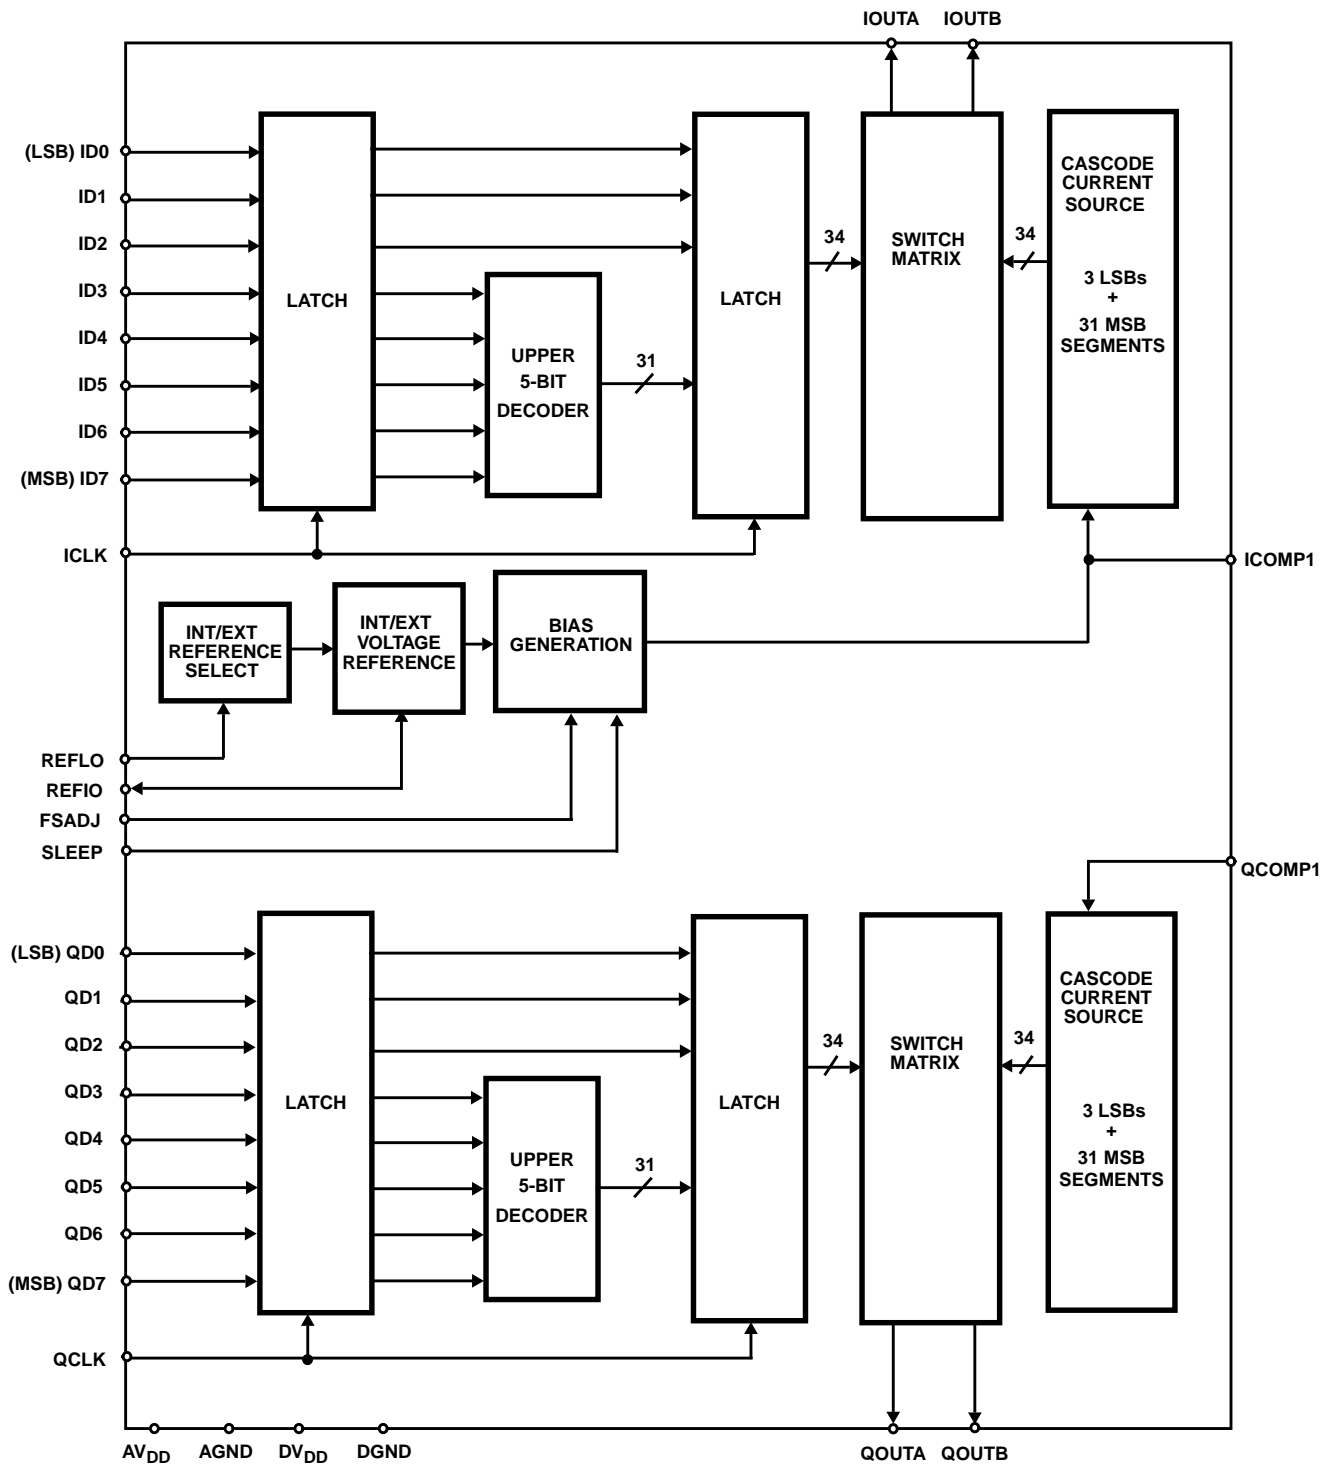 IOUTA IOUTB
(LSB) ID0
ID1
ID2
ID3
ID4
ID5
ID6
(MSB) ID7
ICLK
LATCH
UPPER
5-BIT
DECODER
31
LATCH
34
SWITCH
MATRIX
34
CASCODE
CURRENT
SOURCE
3 LSBs
+
31 MSB
SEGMENTS
ICOMP1
INT/EXT
REFERENCE
SELECT
INT/EXT
VOLTAGE
REFERENCE
BIAS
GENERATION
REFLO
REFIO
FSADJ
SLEEP
QCOMP1
(LSB) QD0
QD1
QD2
QD3
QD4
QD5
QD6
(MSB) QD7
QCLK
LATCH
UPPER
5-BIT
DECODER
31
LATCH
34
SWITCH
MATRIX
34
CASCODE
CURRENT
SOURCE
3 LSBs
+
31 MSB
SEGMENTS
AVDD AGND DVDD DGND QOUTA QOUTB